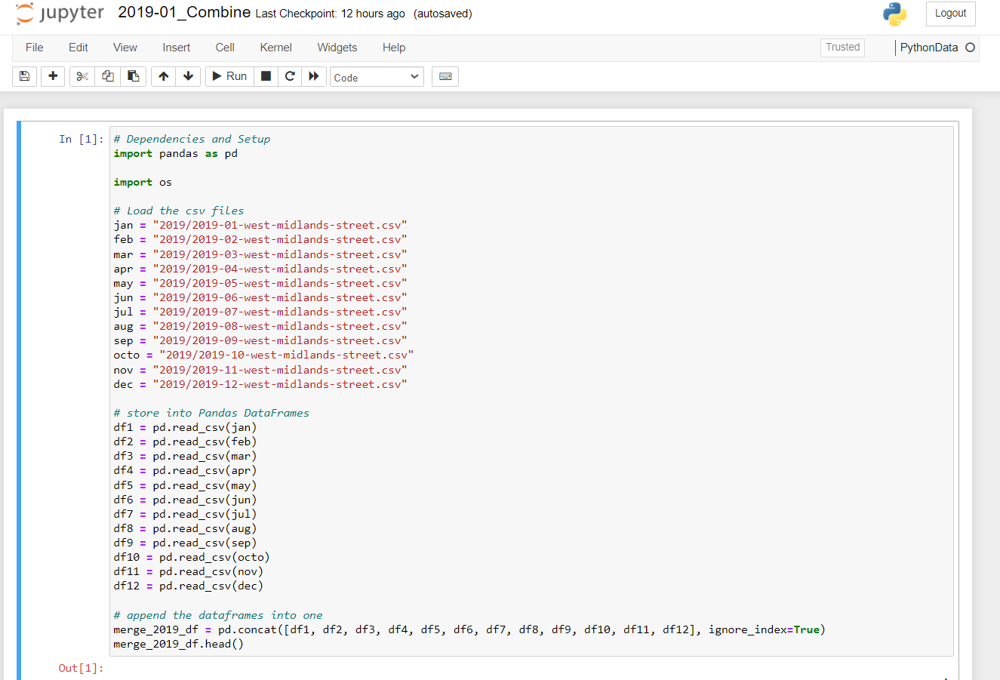 jupyter 2019-01_Combine Last Checkpoint: 12 hours ago (autosaved) Logout
File Edit View Insert Cell Kernel Widgets Help Trusted PythonData
Run Code
In [1]: # Dependencies and Setup
import pandas as pd
import os
# Load the csv files
jan = "2019/2019-01-west-midlands-street.csv"
feb = "2019/2019-02-west-midlands-street.csv"
mar = "2019/2019-03-west-midlands-street.csv"
apr = "2019/2019-04-west-midlands-street.csv"
may = "2019/2019-05-west-midlands-street.csv"
jun = "2019/2019-06-west-midlands-street.csv"
jul = "2019/2019-07-west-midlands-street.csv"
aug = "2019/2019-08-west-midlands-street.csv"
sep = "2019/2019-09-west-midlands-street.csv"
octo = "2019/2019-10-west-midlands-street.csv"
nov = "2019/2019-11-west-midlands-street.csv"
dec = "2019/2019-12-west-midlands-street.csv"
# store into Pandas DataFrames
df1 = pd.read_csv(jan)
df2 = pd.read_csv(feb)
df3 = pd.read_csv(mar)
df4 = pd.read_csv(apr)
df5 = pd.read_csv(may)
df6 = pd.read_csv(jun)
df7 = pd.read_csv(jul)
df8 = pd.read_csv(aug)
df9 = pd.read_csv(sep)
df10 = pd.read_csv(octo)
df11 = pd.read_csv(nov)
df12 = pd.read_csv(dec)
# append the dataframes into one
merge_2019_df = pd.concat([df1, df2, df3, df4, df5, df6, df7, df8, df9, df10, df11, df12], ignore_index=True)
merge_2019_df.head()
Out[1]: